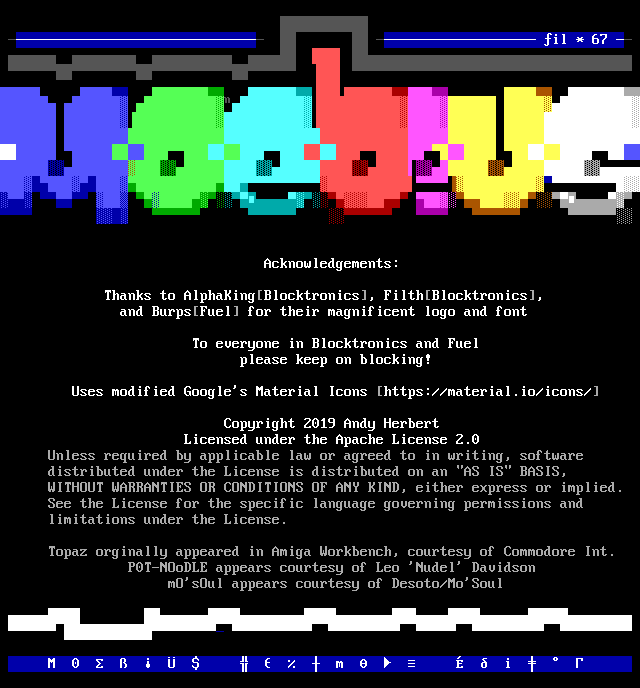 fil * 67
moebius
Acknowledgements:
Thanks to AlphaKing[Blocktronics], Filth[Blocktronics],
and Burps[Fuel] for their magnificent logo and font
To everyone in Blocktronics and Fuel
please keep on blocking!
Uses modified Google's Material Icons [https://material.io/icons/]
Copyright 2019 Andy Herbert
Licensed under the Apache License 2.0
Unless required by applicable law or agreed to in writing, software
distributed under the License is distributed on an "AS IS" BASIS,
WITHOUT WARRANTIES OR CONDITIONS OF ANY KIND, either express or implied.
See the License for the specific language governing permissions and
limitations under the License.
Topaz orginally appeared in Amiga Workbench, courtesy of Commodore Int.
P0T-NOoDLE appears courtesy of Leo 'Nudel' Davidson
mO'sOul appears courtesy of Desoto/Mo'Soul